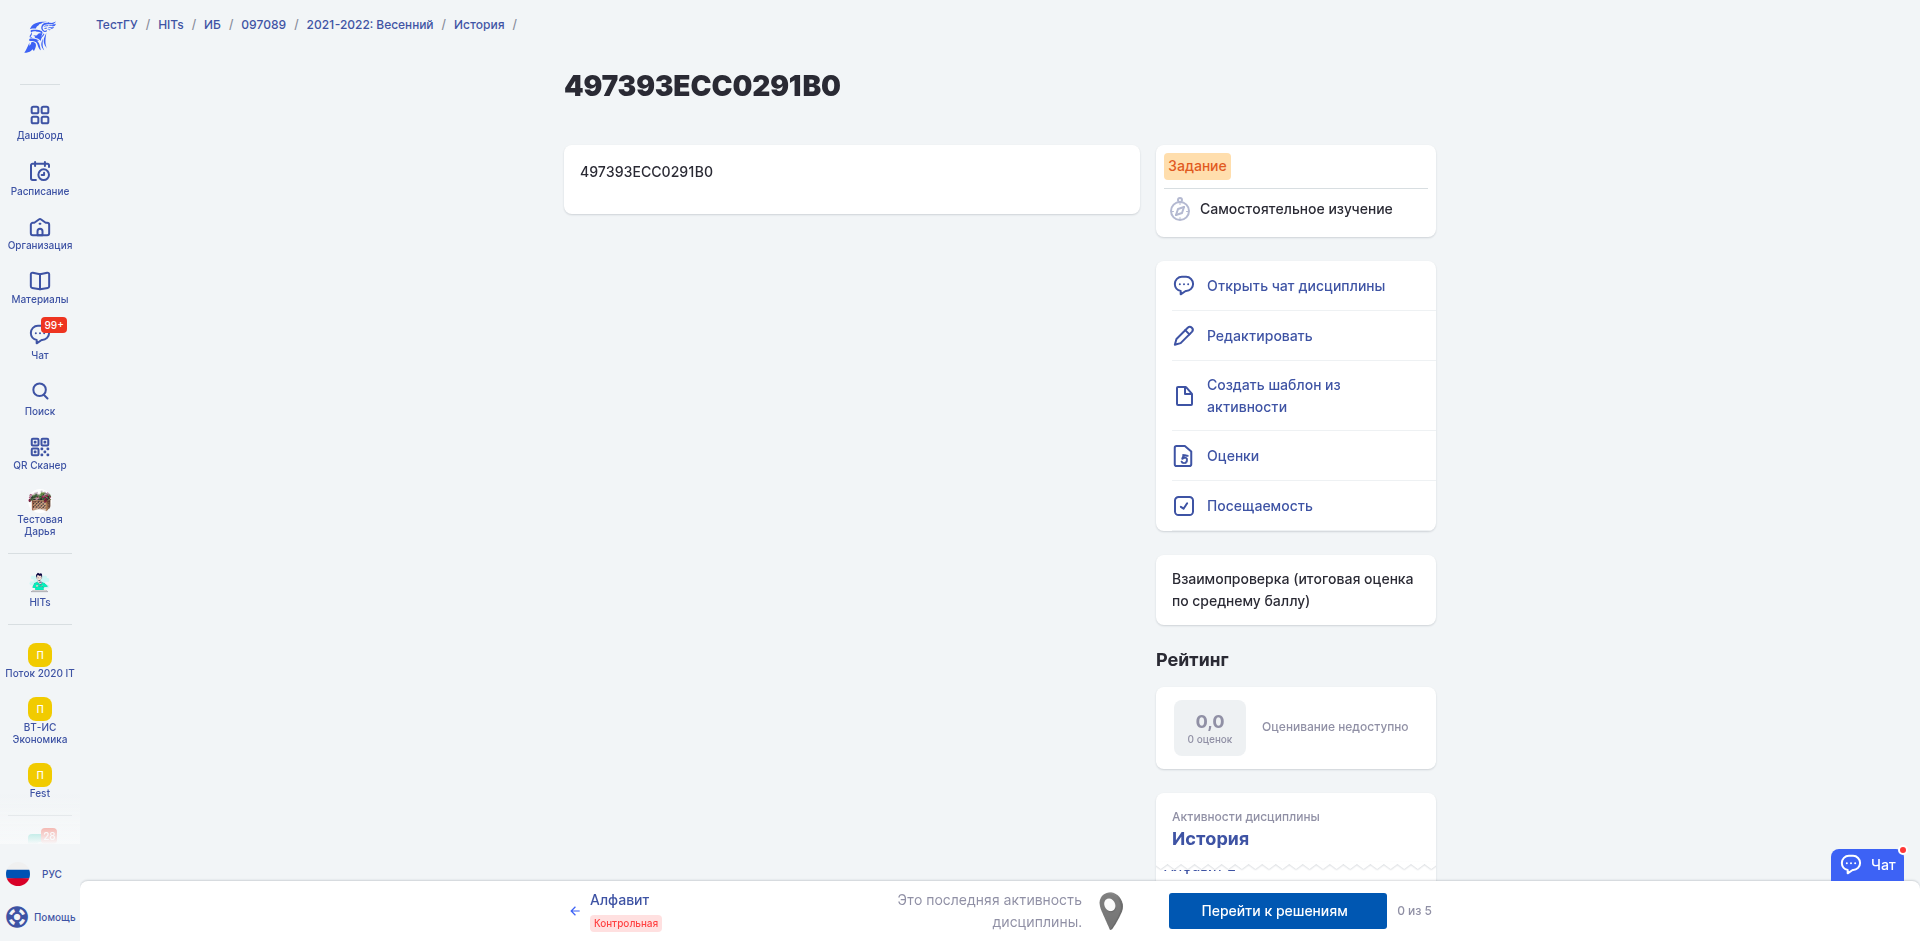 ТестГУ / HITs / ИБ / 097089 / 2021-2022: Весенний / История /
497393ECC0291B0
497393ECC0291B0
Задание
Самостоятельное изучение
Открыть чат дисциплины
Редактировать
Создать шаблон из
активности
Оценки
Посещаемость
Взаимопроверка (итоговая оценка
по среднему баллу)
Рейтинг
0,0
0 оценок
Оценивание недоступно
Активности дисциплины
История
Дашборд
Расписание
Организация
Материалы
99+
Чат
Поиск
QR Сканер
Тестовая
Дарья
HITs
П
Поток 2020 IT
П
ВТ-ИС
Экономика
П
Fest
28
РУС
Помощь
Алфавит
Контрольная
Это последняя активность
дисциплины.
Перейти к решениям
0 из 5
Чат